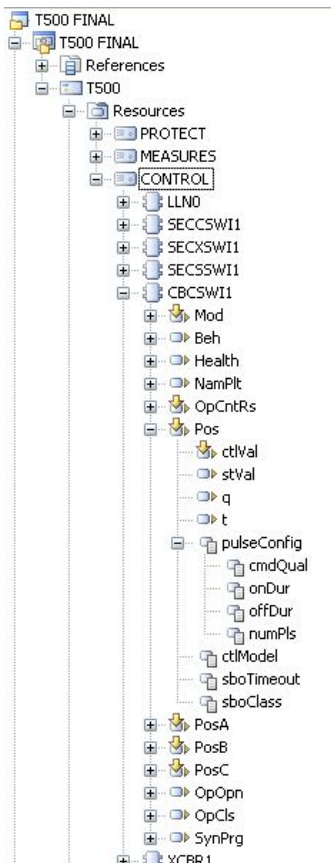 T500 FINAL
T500 FINAL
References
T500
Resources
PROTECT
MEASURES
CONTROL
LLN0
SECCSWI1
SECXSWI1
SECSSWI1
CBCSWI1
Mod
Beh
Health
NamPlt
OpCntRs
Pos
ctlVal
stVal
q
t
pulseConfig
cmdQual
onDur
offDur
numPls
ctlModel
sboTimeout
sboClass
PosA
PosB
PosC
OpOpn
OpCls
SynPrg
XCBR1